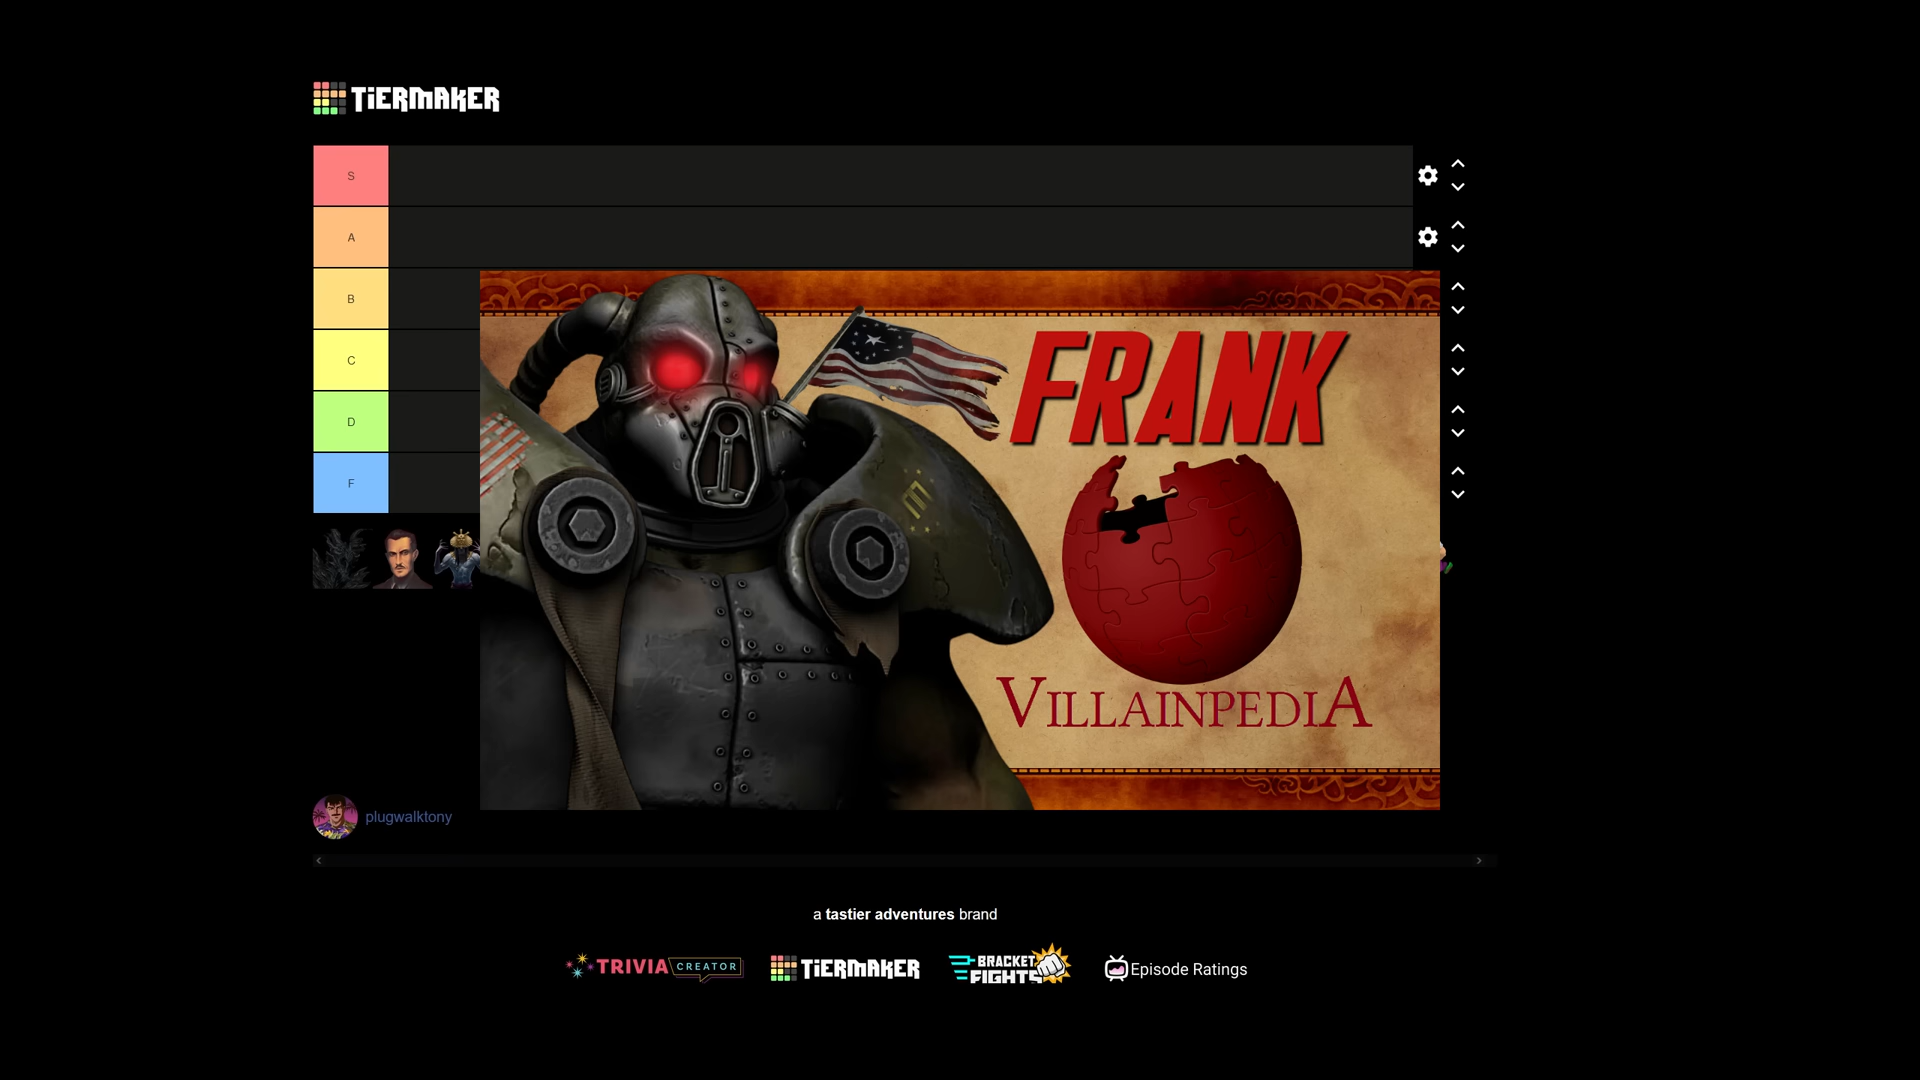 TIERMAKER
S
A
B
C
D
F
FRANK
VILLAINPEDIA
plugwalktony
a tastier adventures brand
TRIVIA CREATOR
TIERMAKER
BRACKET
FIGHTS
Episode Ratings